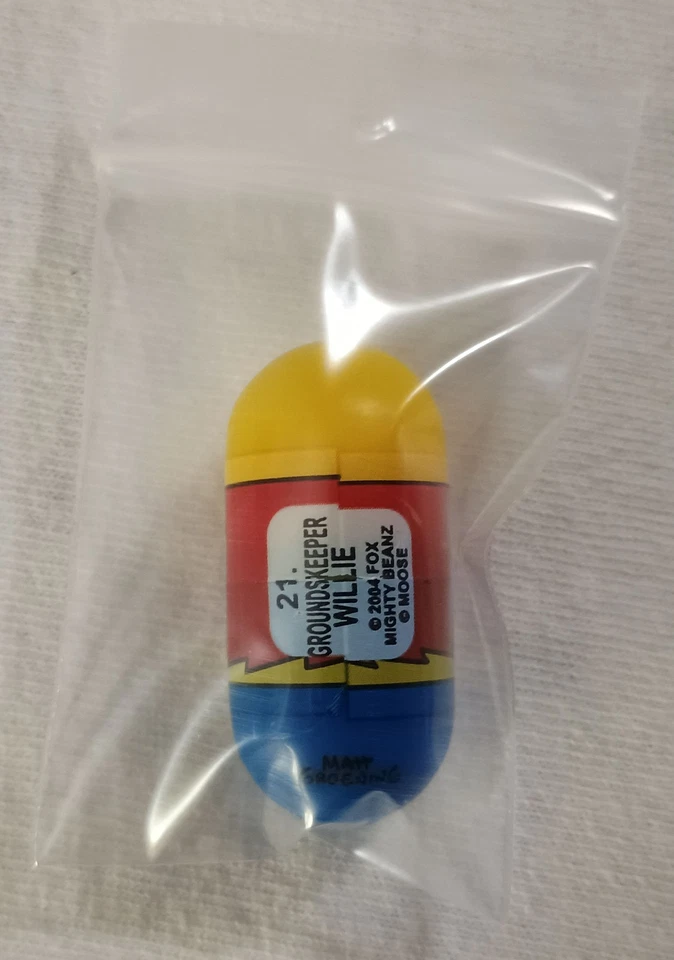 21.
GROUNDSKEEPER
WILLIE
© 2004 FOX
MIGHTY BEANZ
© MOOSE
MATT
GROENING